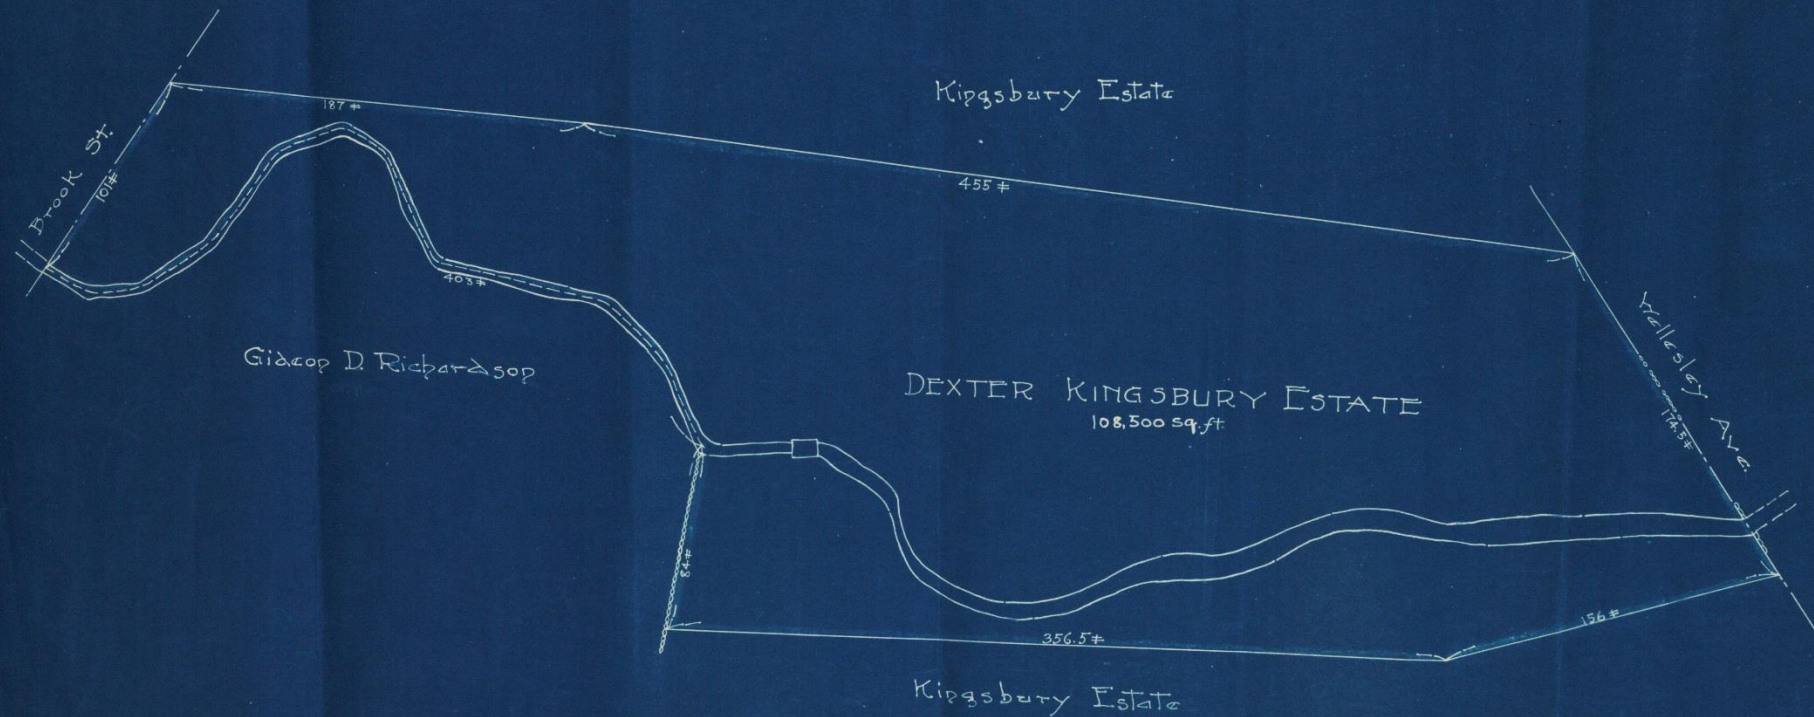 Kingsbury Estate
187 ±
Brook St.
101±
455 ±
403±
Gideon D. Richardson
Wellesley Ave.
174.5±
DEXTER KINGSBURY ESTATE
108,500 sq.ft.
84±
356.5±
156±
Kingsbury Estate